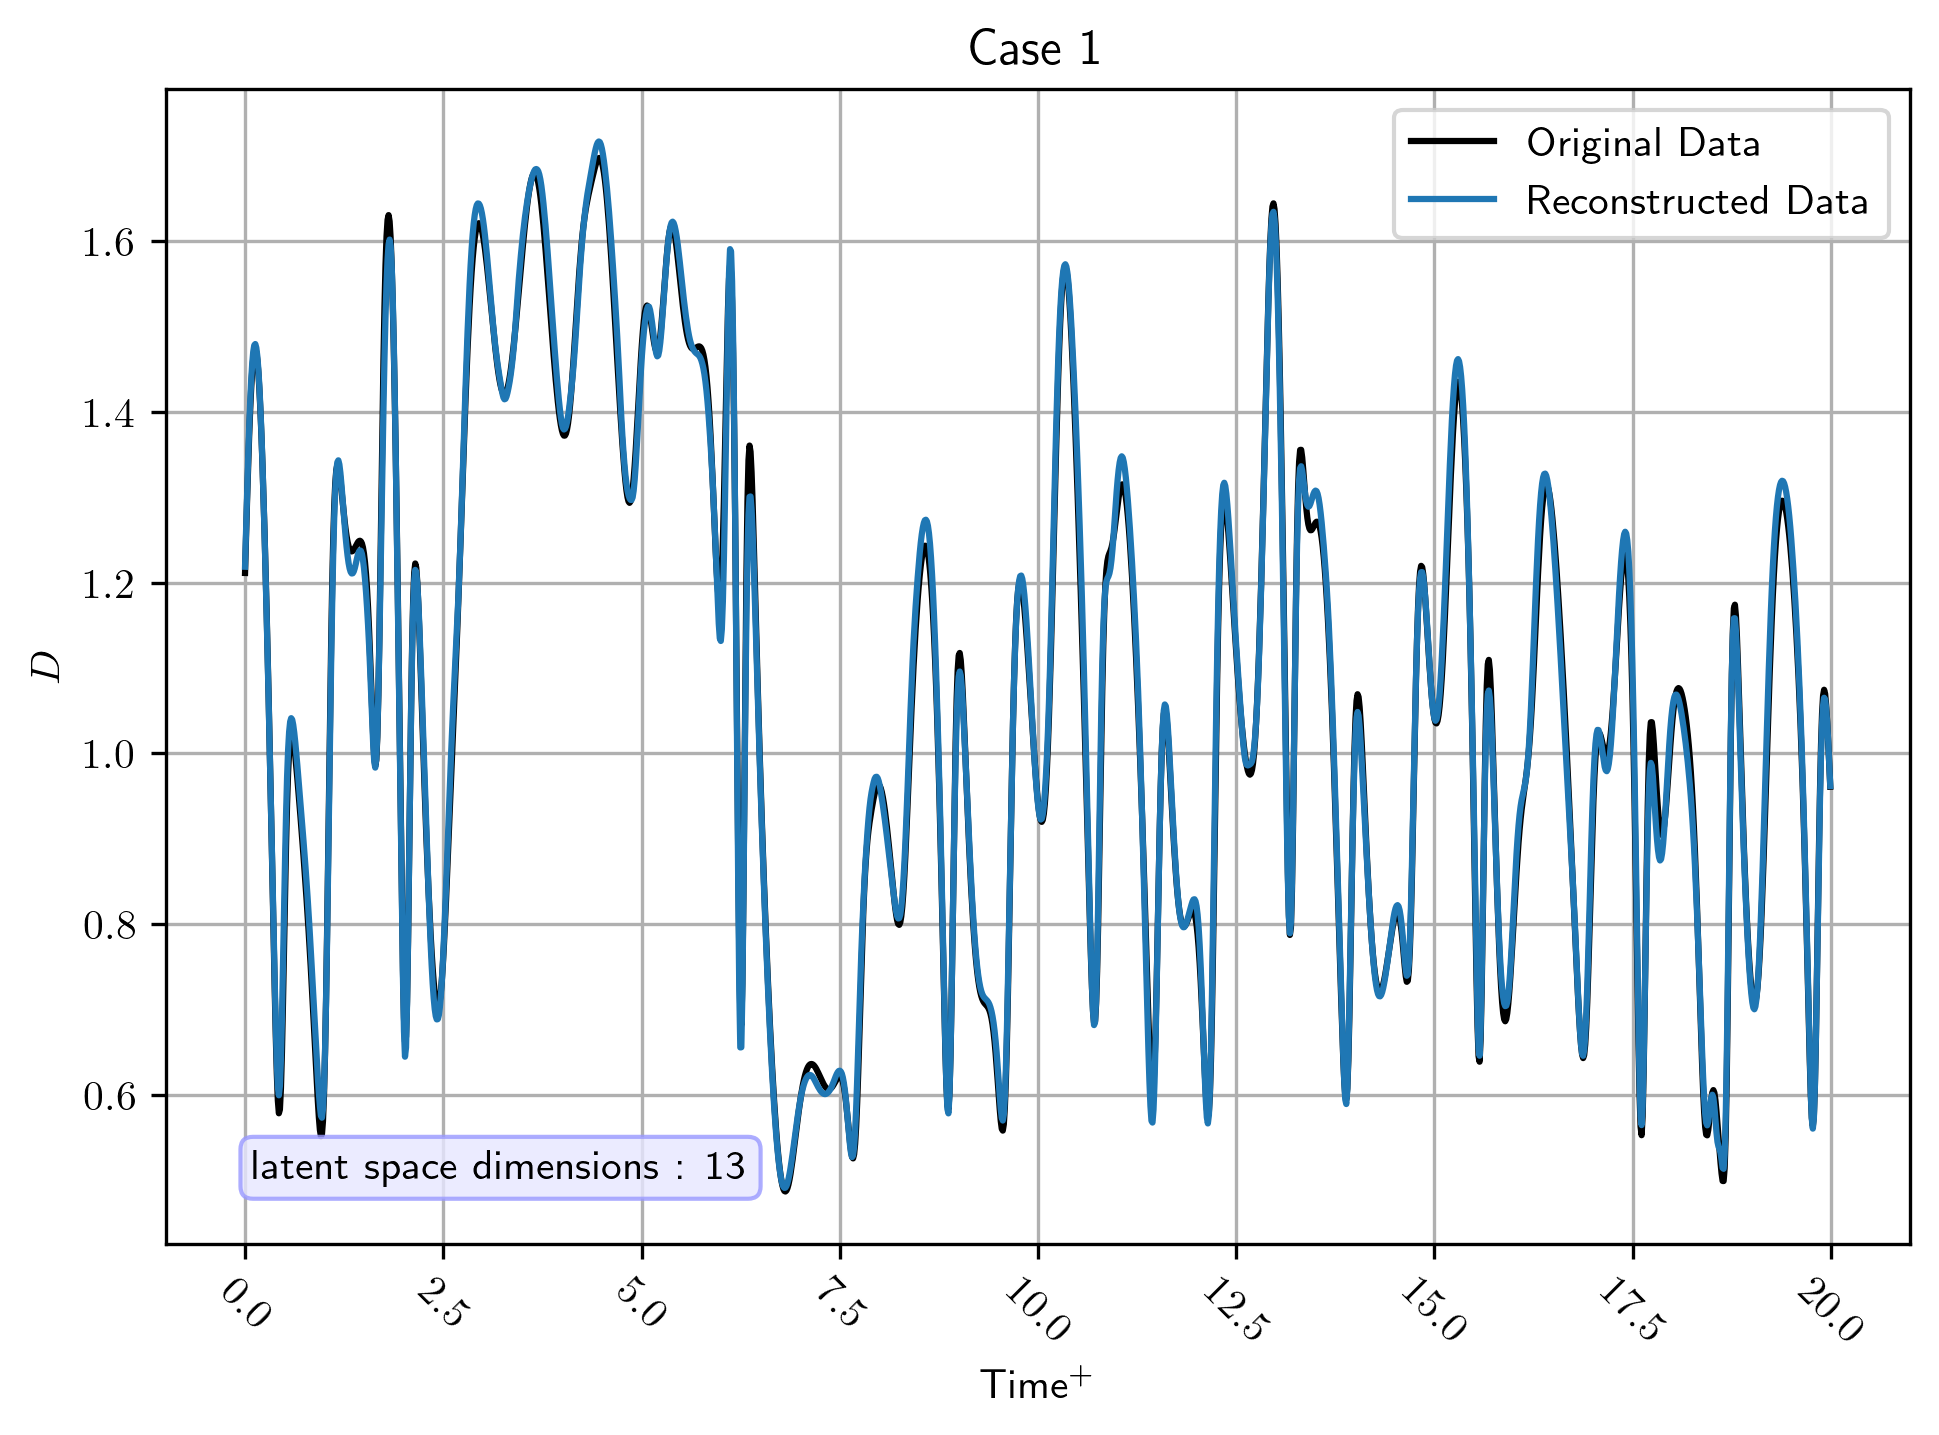 Case 1
Original Data
Reconstructed Data
1.6
1.4
1.2
1.0
0.8
0.6
D
latent space dimensions : 13
0.0 2.5 5.0 7.5 10.0 12.5 15.0 17.5 20.0
Time⁺